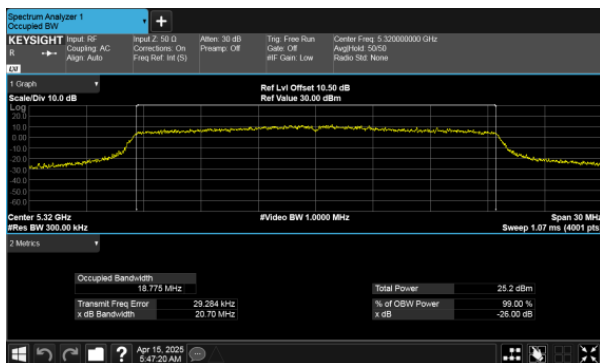 Spectrum Analyzer 1
Occupied BW
KEYSIGHT
R
Input: RF
Coupling: AC
Align: Auto
Input Z: 50 Ω
Corrections: On
Freq Ref: Int (S)
Atten: 30 dB
Preamp: Off
Trig: Free Run
Gate: Off
#IF Gain: Low
Center Freq: 5.320000000 GHz
Avg|Hold: 50/50
Radio Std: None
1 Graph
Scale/Div 10.0 dB
Ref Lvl Offset 10.50 dB
Ref Value 30.00 dBm
Log
20.0
10.0
0.00
-10.0
-20.0
-30.0
-40.0
-50.0
-60.0
Center 5.32 GHz
#Res BW 300.00 kHz
#Video BW 1.0000 MHz
Span 30 MHz
Sweep 1.07 ms (4001 pts)
2 Metrics
Occupied Bandwidth
18.775 MHz
Transmit Freq Error 29.284 kHz
x dB Bandwidth 20.70 MHz
Total Power 25.2 dBm
% of OBW Power 99.00 %
x dB -26.00 dB
?
Apr 15, 2025
5:47:20 AM